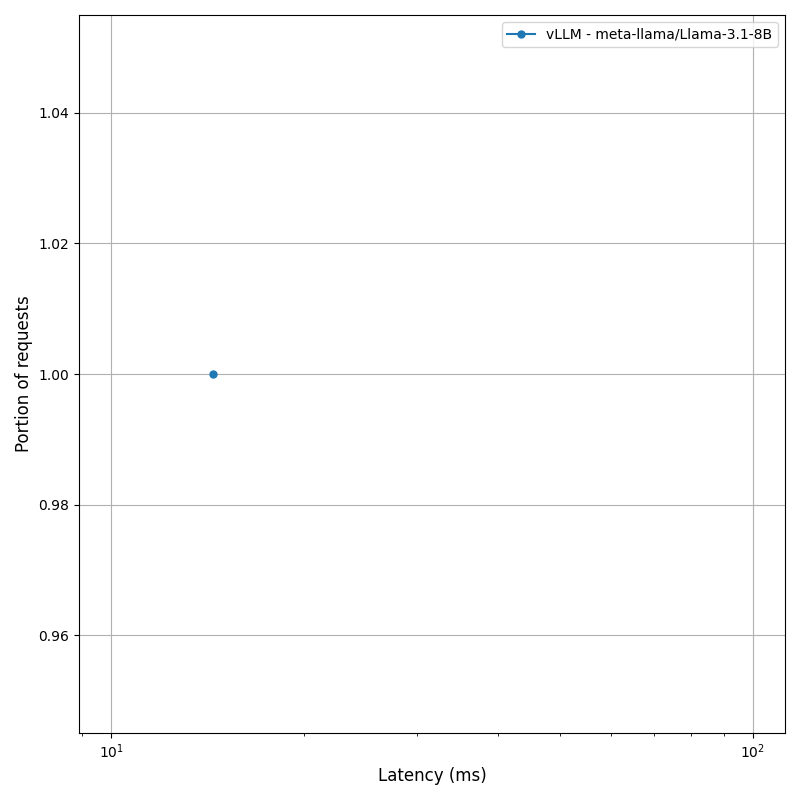 vLLM - meta-llama/Llama-3.1-8B
1.04
1.02
1.00
0.98
0.96
Portion of requests
10¹
10²
Latency (ms)